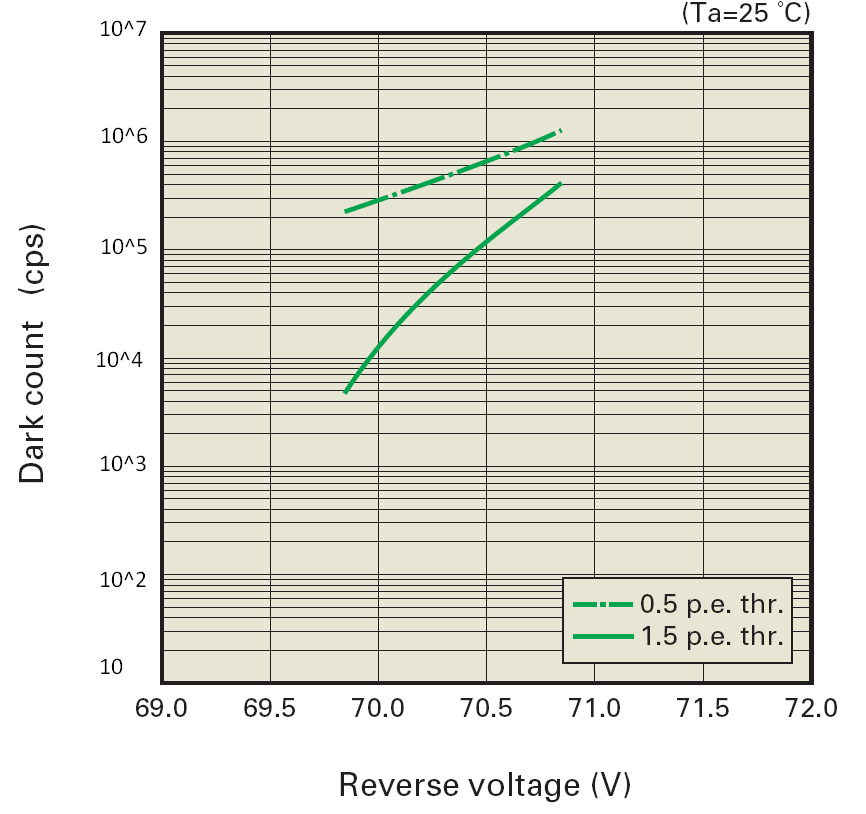 (Ta=25 ˚C)
10^7
10^6
10^5
10^4
10^3
10^2
10
Dark count (cps)
0.5 p.e. thr.
1.5 p.e. thr.
69.0 69.5 70.0 70.5 71.0 71.5 72.0
Reverse voltage (V)